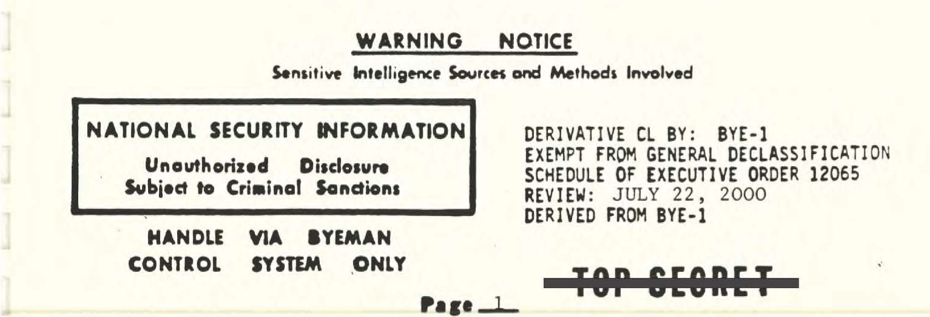 WARNING NOTICE
Sensitive Intelligence Sources and Methods Involved
NATIONAL SECURITY INFORMATION
Unauthorized Disclosure
Subject to Criminal Sanctions
HANDLE VIA BYEMAN
CONTROL SYSTEM ONLY
DERIVATIVE CL BY: BYE-1
EXEMPT FROM GENERAL DECLASSIFICATION
SCHEDULE OF EXECUTIVE ORDER 12065
REVIEW: JULY 22, 2000
DERIVED FROM BYE-1
TOP SECRET
Page 1